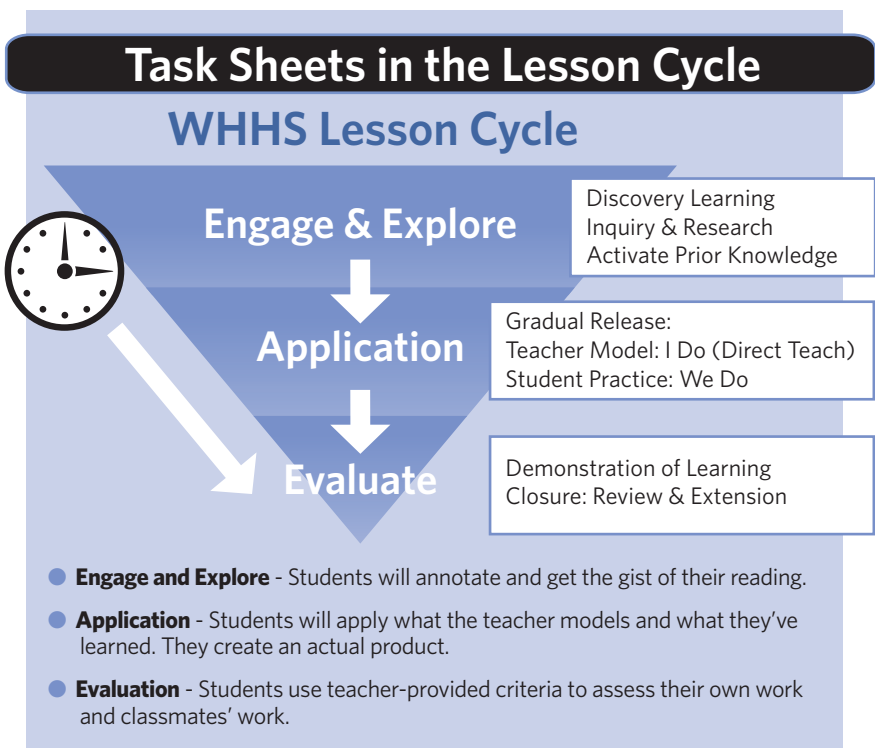 Task Sheets in the Lesson Cycle
WHHS Lesson Cycle
Engage & Explore
Discovery Learning
Inquiry & Research
Activate Prior Knowledge
Application
Gradual Release:
Teacher Model: I Do (Direct Teach)
Student Practice: We Do
Evaluate
Demonstration of Learning
Closure: Review & Extension
● Engage and Explore - Students will annotate and get the gist of their reading.
● Application - Students will apply what the teacher models and what they’ve
learned. They create an actual product.
● Evaluation - Students use teacher-provided criteria to assess their own work
and classmates’ work.